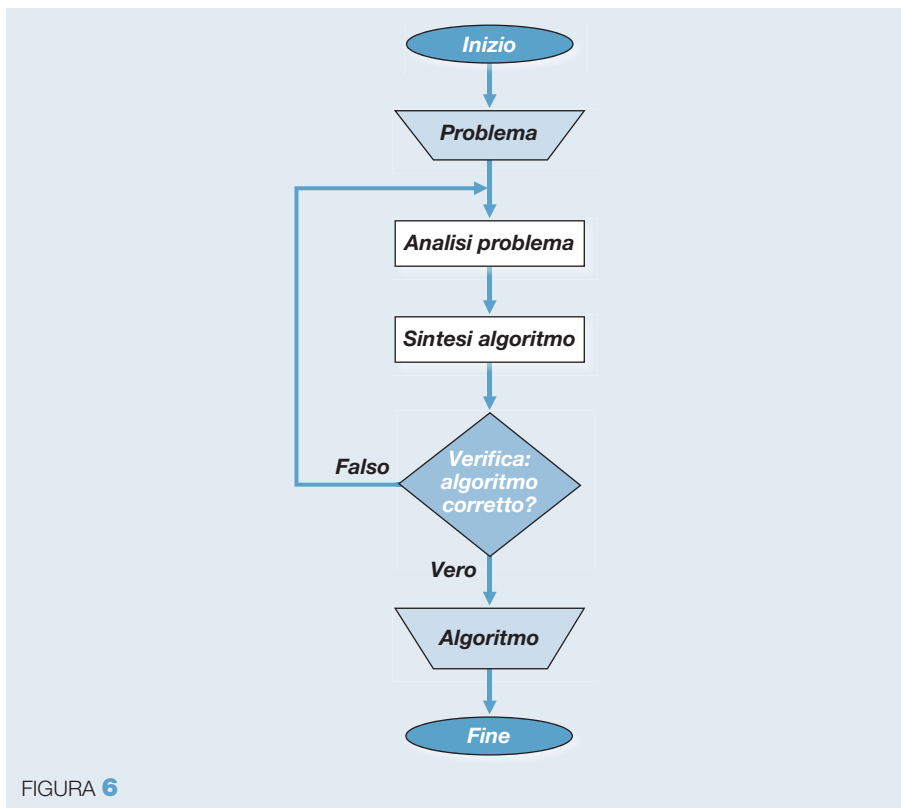 Inizio
Problema
Analisi problema
Sintesi algoritmo
Verifica:
algoritmo
corretto?
Falso
Vero
Algoritmo
Fine
FIGURA 6